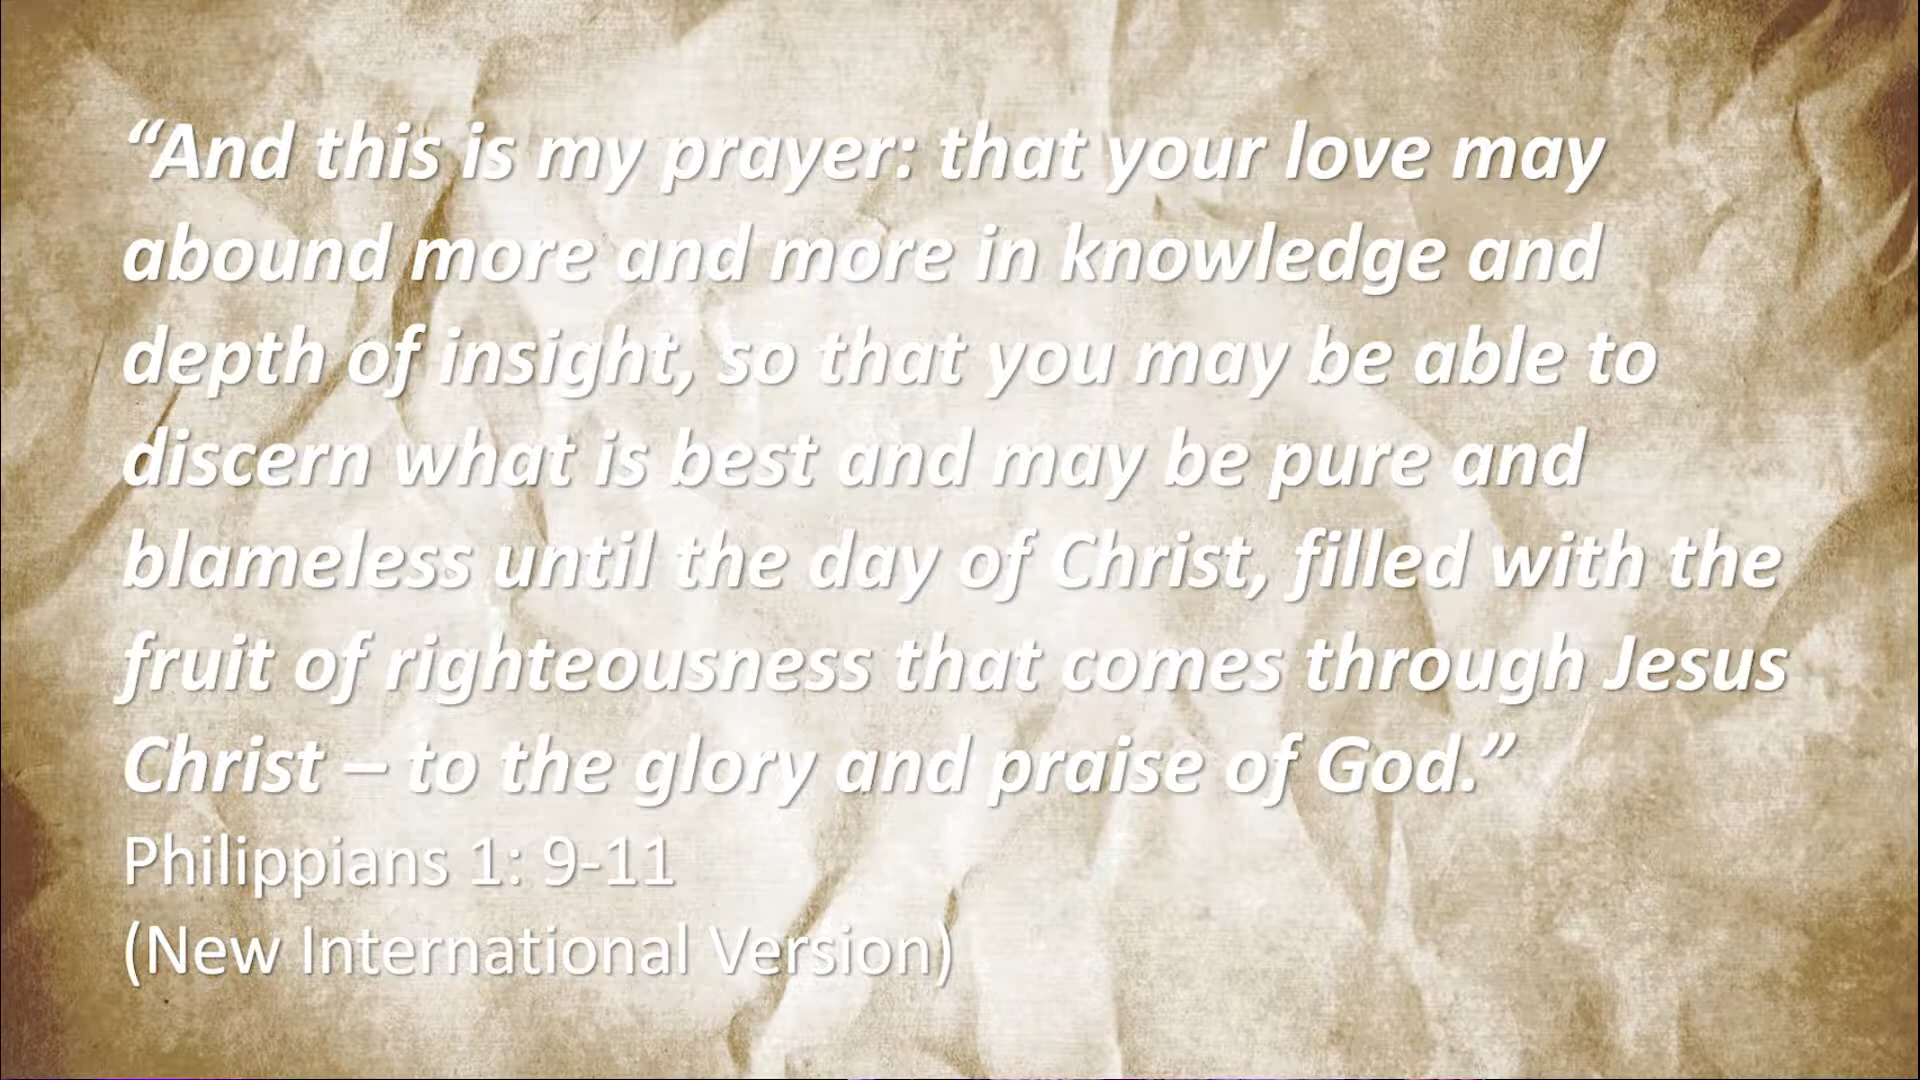 “And this is my prayer: that your love may
abound more and more in knowledge and
depth of insight, so that you may be able to
discern what is best and may be pure and
blameless until the day of Christ, filled with the
fruit of righteousness that comes through Jesus
Christ – to the glory and praise of God.”
Philippians 1: 9-11
(New International Version)